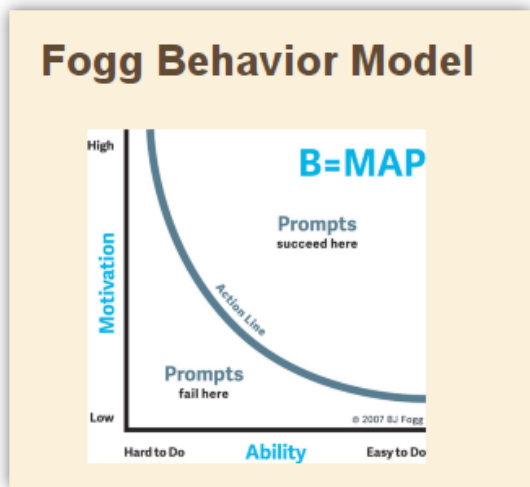 Fogg Behavior Model
High
B=MAP
Prompts
succeed here
Motivation
Action Line
Prompts
fail here
Low
© 2007 BJ Fogg
Hard to Do
Ability
Easy to Do